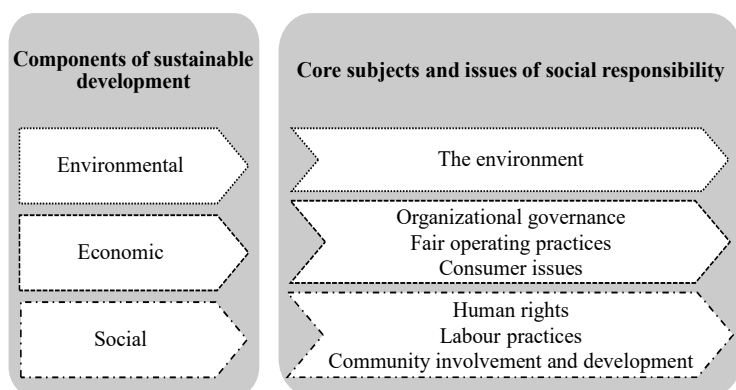 Components of sustainable
development
Environmental
Economic
Social
Core subjects and issues of social responsibility
The environment
Organizational governance
Fair operating practices
Consumer issues
Human rights
Labour practices
Community involvement and development